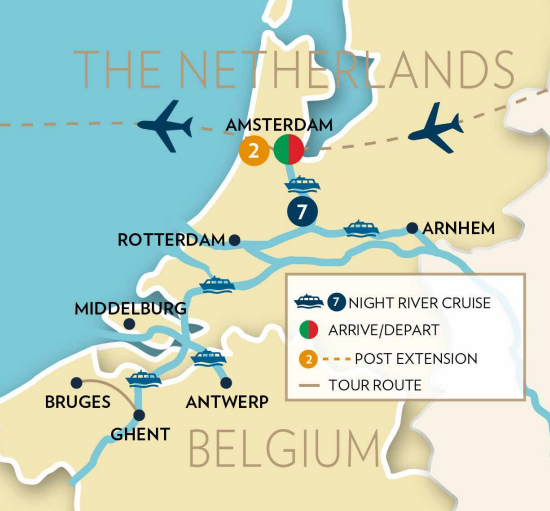 THE NETHERLANDS
AMSTERDAM
2
7
ARNHEM
ROTTERDAM
MIDDELBURG
7 NIGHT RIVER CRUISE
ARRIVE/DEPART
2 POST EXTENSION
TOUR ROUTE
BRUGES
ANTWERP
GHENT
BELGIUM